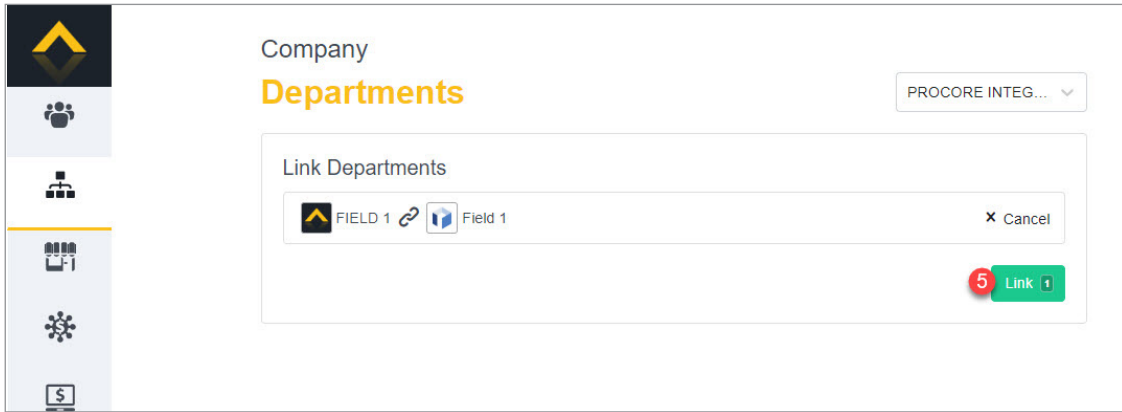 Company
Departments
PROCORE INTEG...
Link Departments
FIELD 1 Field 1
× Cancel
5 Link 1